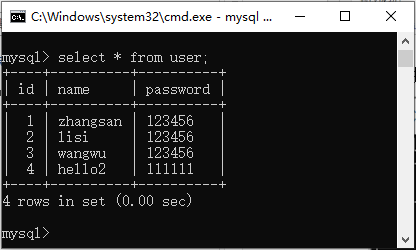 C:\Windows\system32\cmd.exe - mysql ...
mysql> select * from user;
+----+----------+----------+
| id | name     | password |
+----+----------+----------+
|  1 | zhangsan | 123456   |
|  2 | lisi     | 123456   |
|  3 | wangwu   | 123456   |
|  4 | hello2   | 111111   |
+----+----------+----------+
4 rows in set (0.00 sec)
mysql>